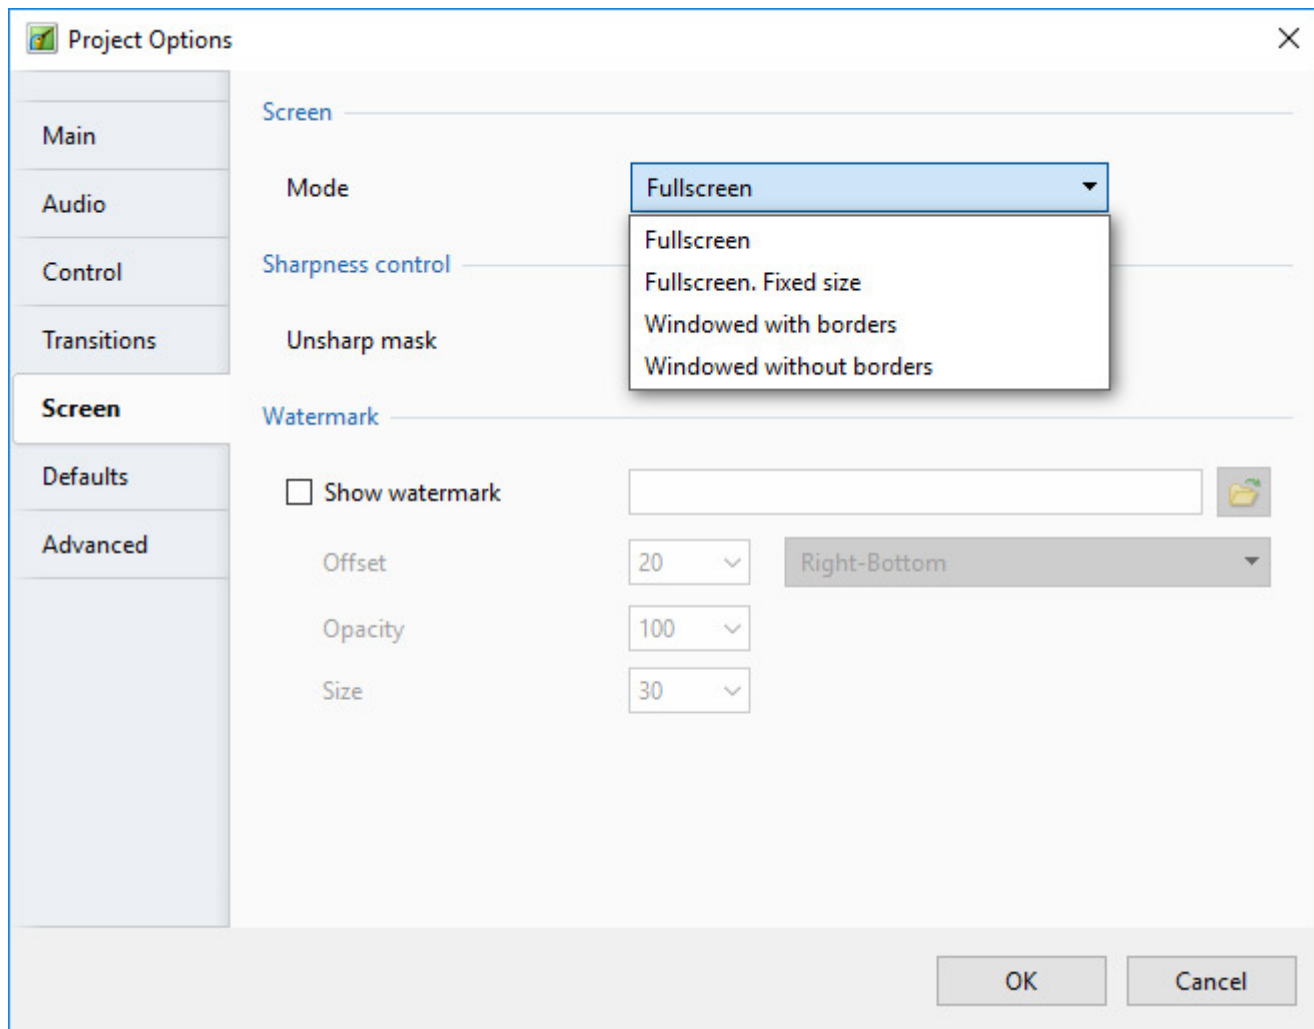 Project Options
Main
Audio
Control
Transitions
Screen
Defaults
Advanced
Screen
Mode
Fullscreen
Fullscreen
Fullscreen. Fixed size
Windowed with borders
Windowed without borders
Sharpness control
Unsharp mask
Watermark
Show watermark
Offset
20
Right-Bottom
Opacity
100
Size
30
OK
Cancel